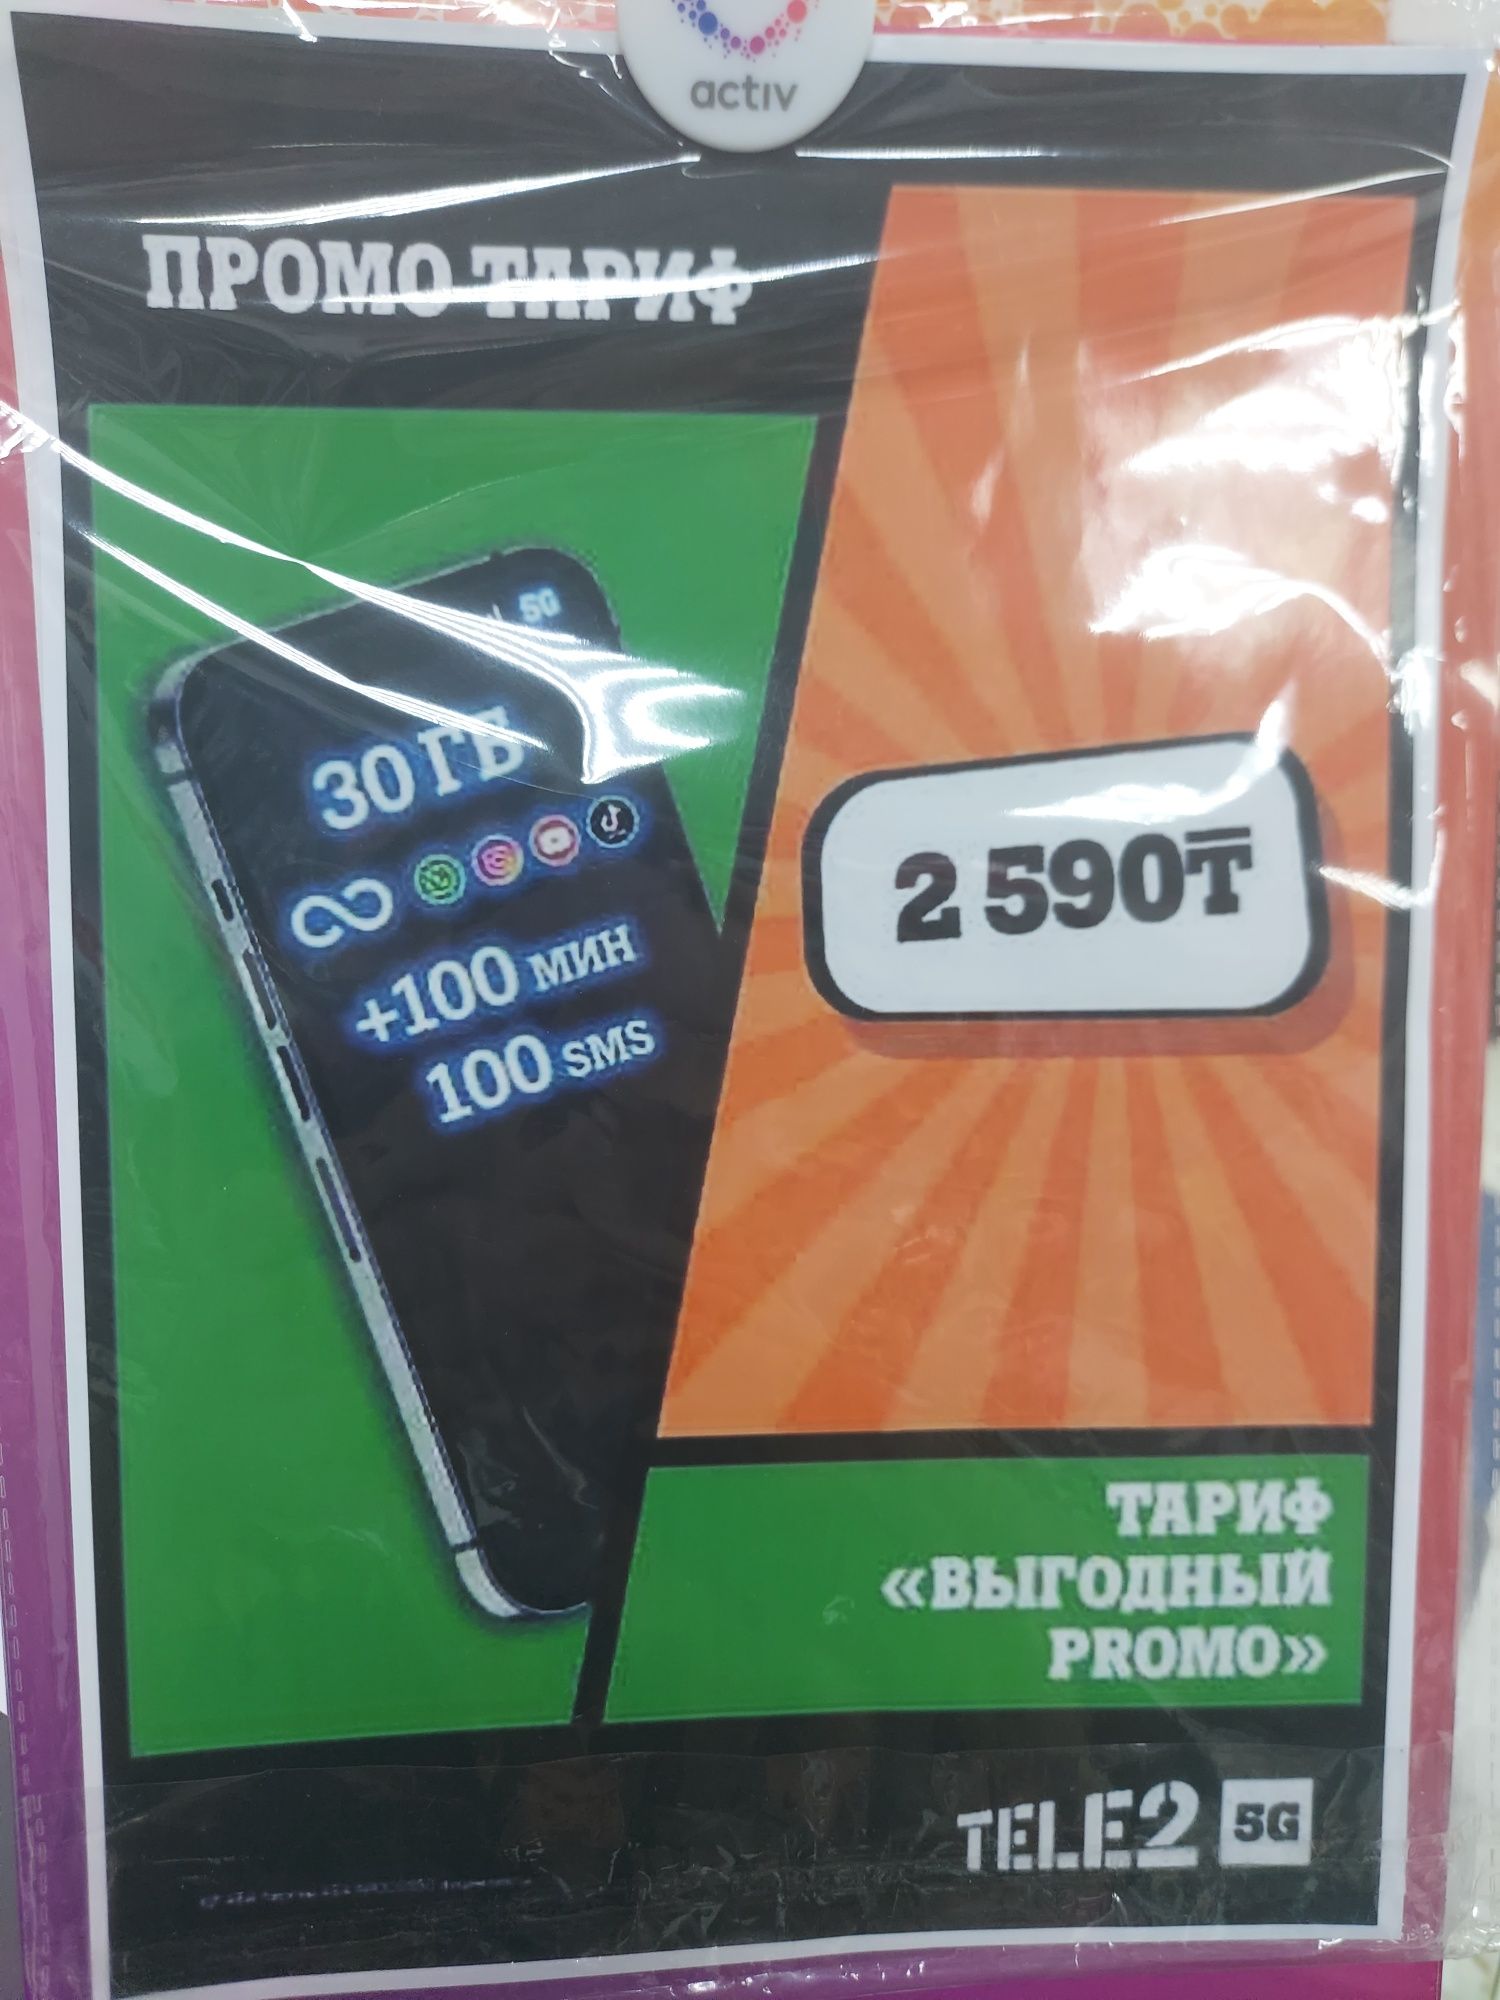 activ
ПРОМО ТАРИФ
5G
30 ГБ
+100 МИН
100 SMS
2 590₸
ТАРИФ
«ВЫГОДНЫЙ
PROMO»
TELE2 5G